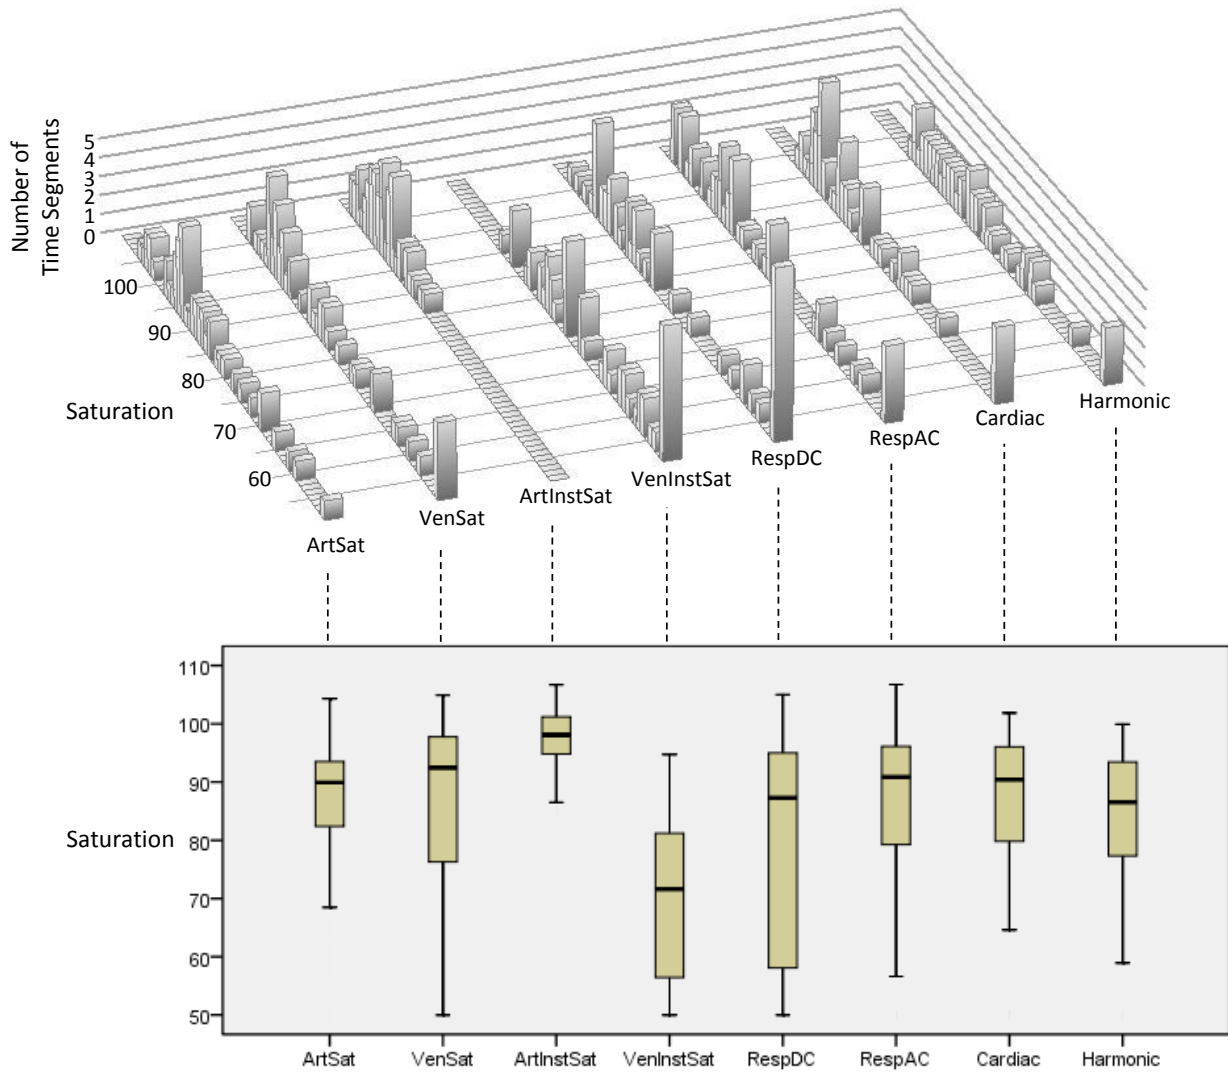 Number of
Time Segments
5
4
3
2
1
0
100
90
80
70
60
Saturation
ArtSat
VenSat
ArtInstSat
VenInstSat
RespDC
RespAC
Cardiac
Harmonic
110
100
90
80
70
60
50
Saturation
ArtSat VenSat ArtInstSat VenInstSat RespDC RespAC Cardiac Harmonic